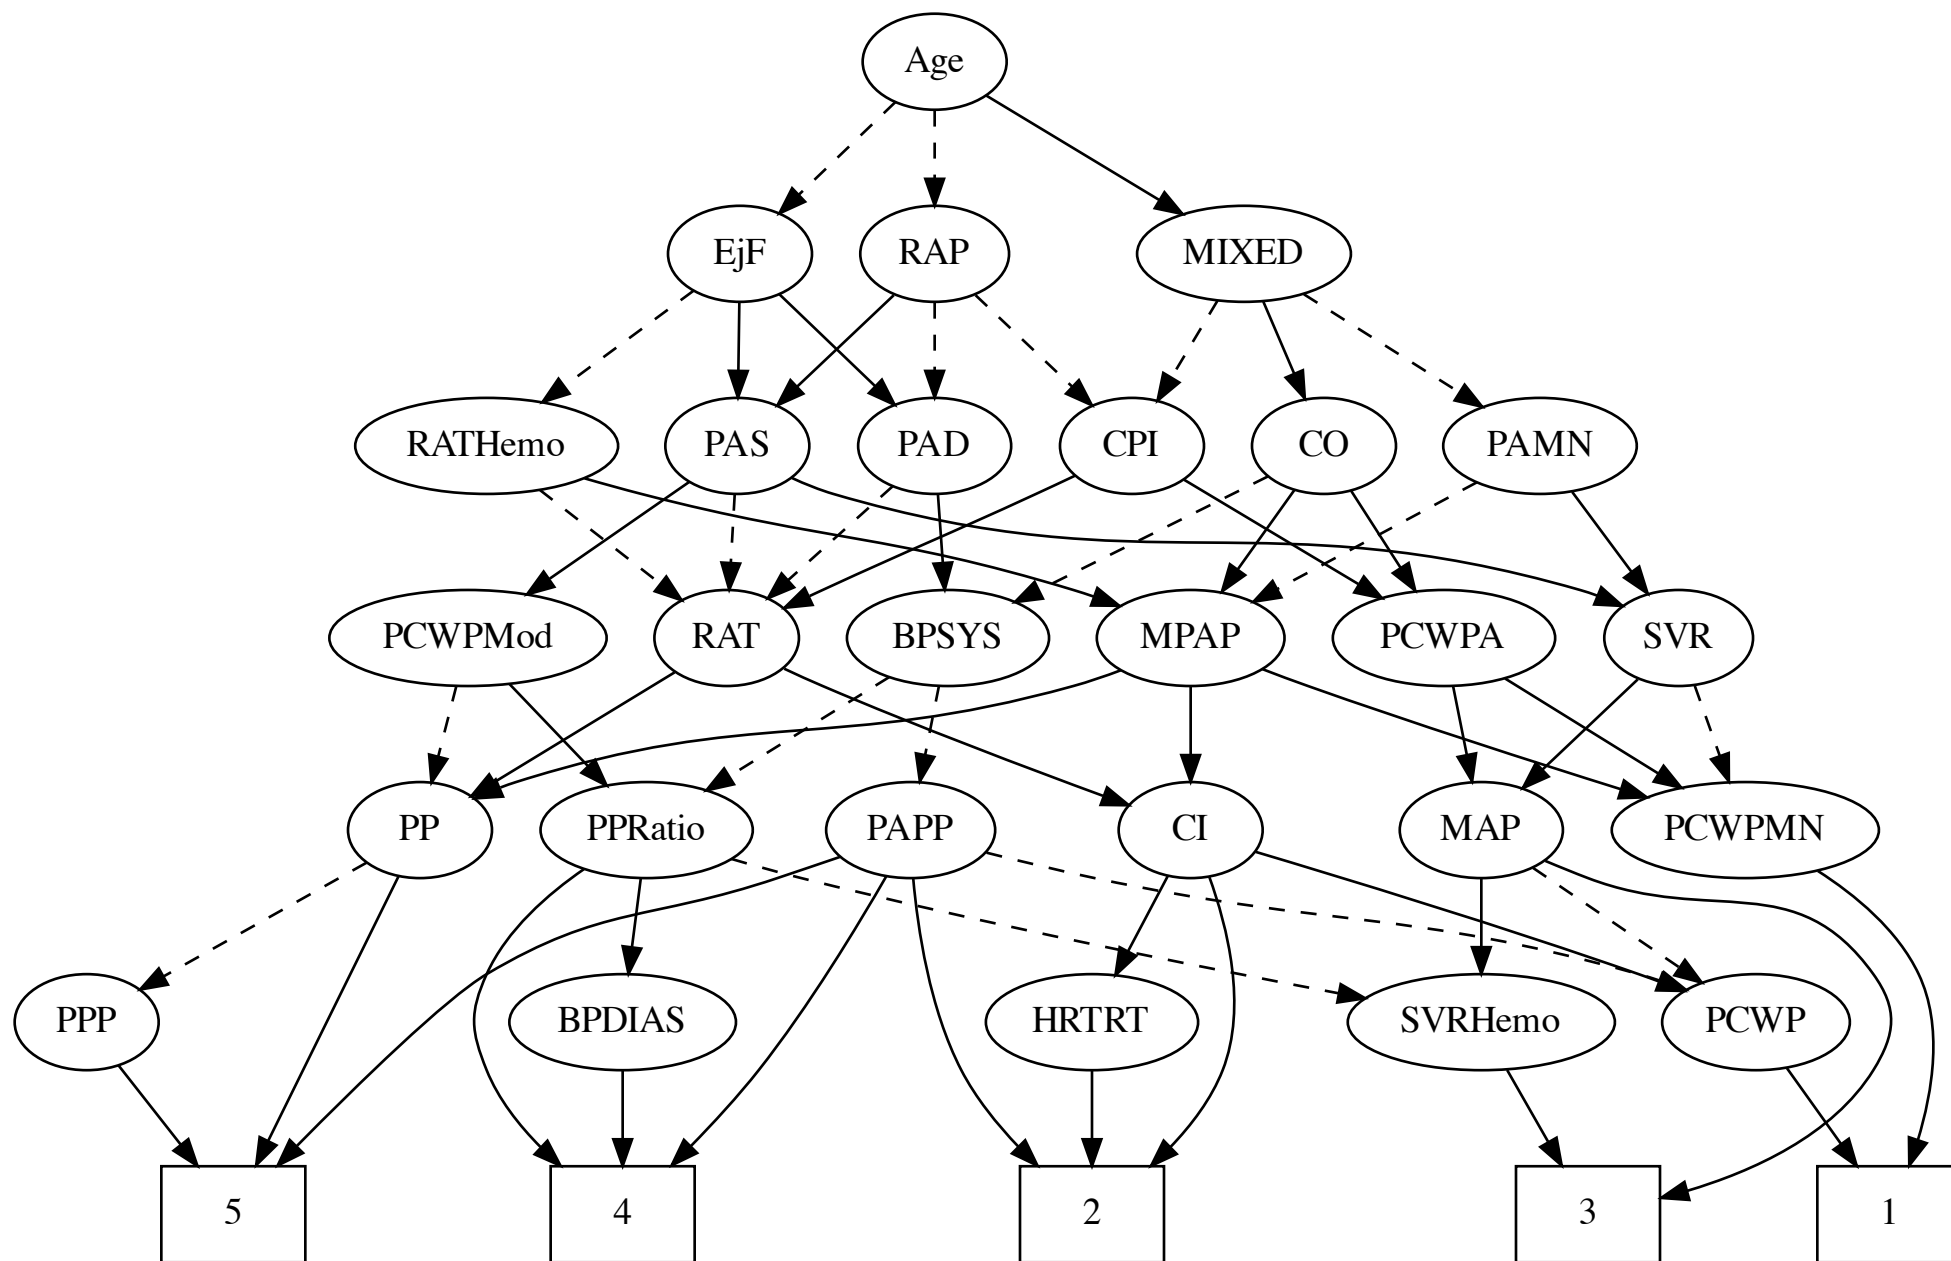 Age
EjF
RAP
MIXED
RATHemo
PAS
PAD
CPI
CO
PAMN
PCWPMod
RAT
BPSYS
MPAP
PCWPA
SVR
PP
PPRatio
PAPP
CI
MAP
PCWPMN
PPP
BPDIAS
HRTRT
SVRHemo
PCWP
5
4
2
3
1